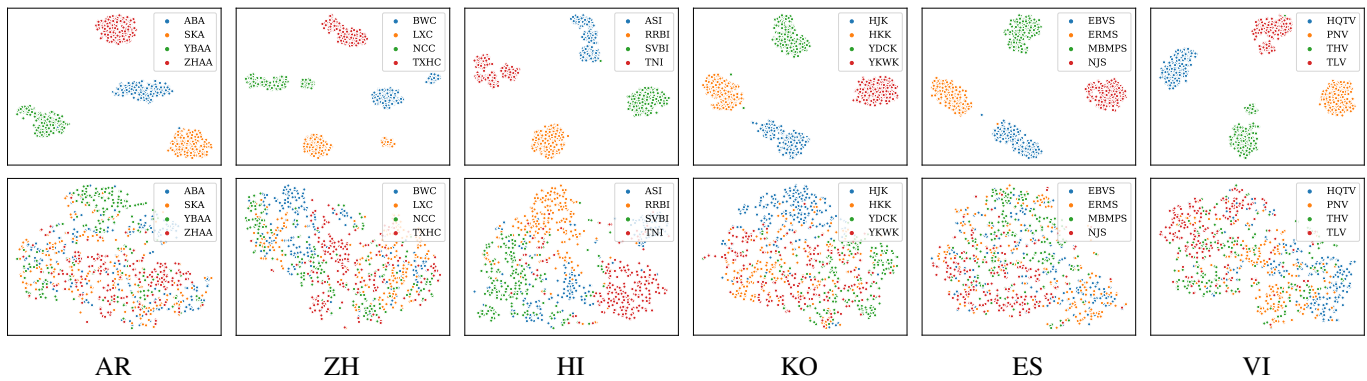 ABA
SKA
YBAA
ZHAA
BWC
LXC
NCC
TXHC
ASI
RRBI
SVBI
TNI
HJK
HKK
YDCK
YKWK
EBVS
ERMS
MBMPS
NJS
HQTV
PNV
THV
TLV
ABA
SKA
YBAA
ZHAA
BWC
LXC
NCC
TXHC
ASI
RRBI
SVBI
TNI
HJK
HKK
YDCK
YKWK
EBVS
ERMS
MBMPS
NJS
HQTV
PNV
THV
TLV
AR
ZH
HI
KO
ES
VI